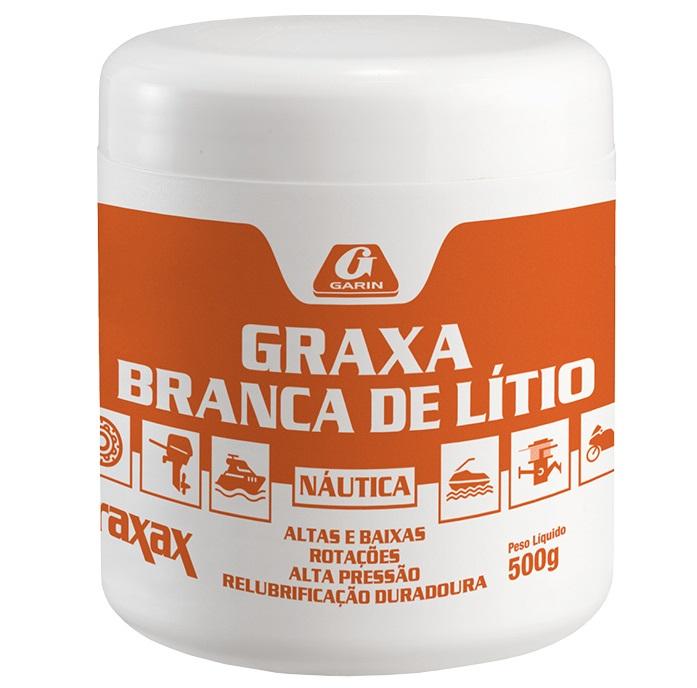 G
GARIN
GRAXA
BRANCA DE LÍTIO
NÁUTICA
raxax
ALTAS E BAIXAS
ROTAÇÕES
ALTA PRESSÃO
RELUBRIFICAÇÃO DURADOURA
Peso Líquido
500g